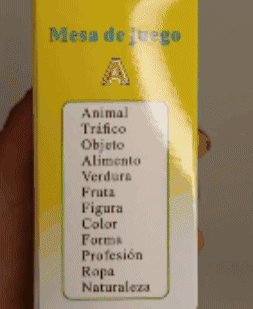 Mesa de juego
A
Animal
Tráfico
Objeto
Alimento
Verdura
Fruta
Figura
Color
Forma
Profesión
Ropa
Naturaleza